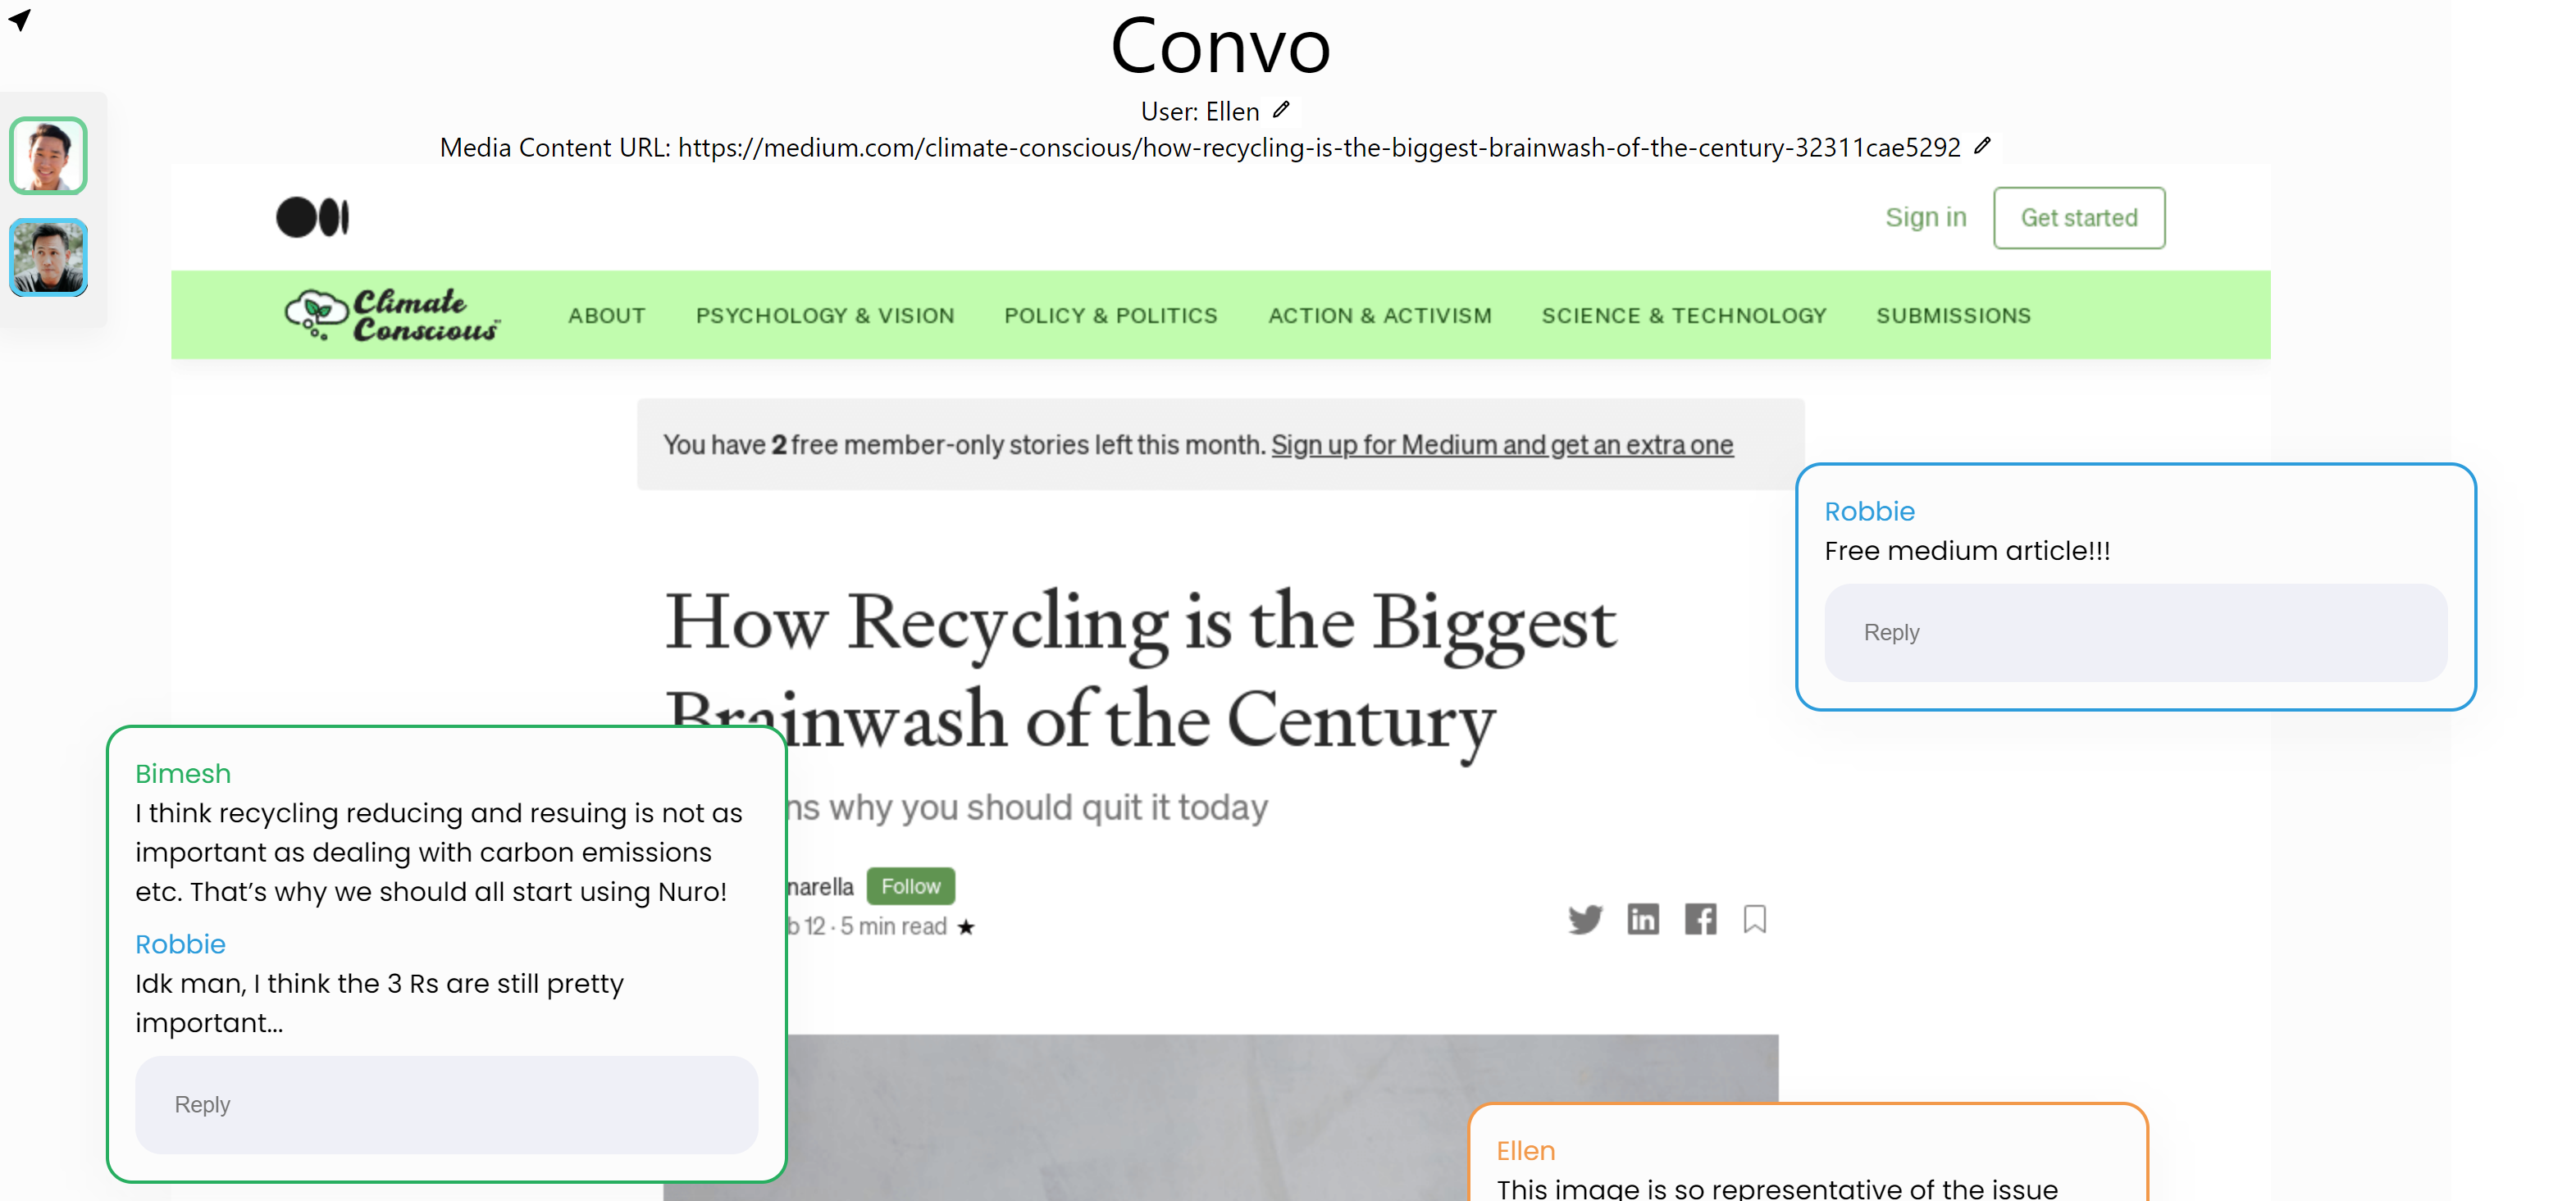 Convo
User: Ellen
Media Content URL: https://medium.com/climate-conscious/how-recycling-is-the-biggest-brainwash-of-the-century-32311cae5292
Sign in
Get started
Climate
Conscious
ABOUT
PSYCHOLOGY & VISION
POLICY & POLITICS
ACTION & ACTIVISM
SCIENCE & TECHNOLOGY
SUBMISSIONS
You have 2 free member-only stories left this month. Sign up for Medium and get an extra one
Robbie
Free medium article!!!
Reply
How Recycling is the Biggest
Brainwash of the Century
ns why you should quit it today
narella
Follow
b 12 · 5 min read ★
Bimesh
I think recycling reducing and resuing is not as
important as dealing with carbon emissions
etc. That's why we should all start using Nuro!
Robbie
Idk man, I think the 3 Rs are still pretty
important...
Reply
Ellen
This image is so representative of the issue